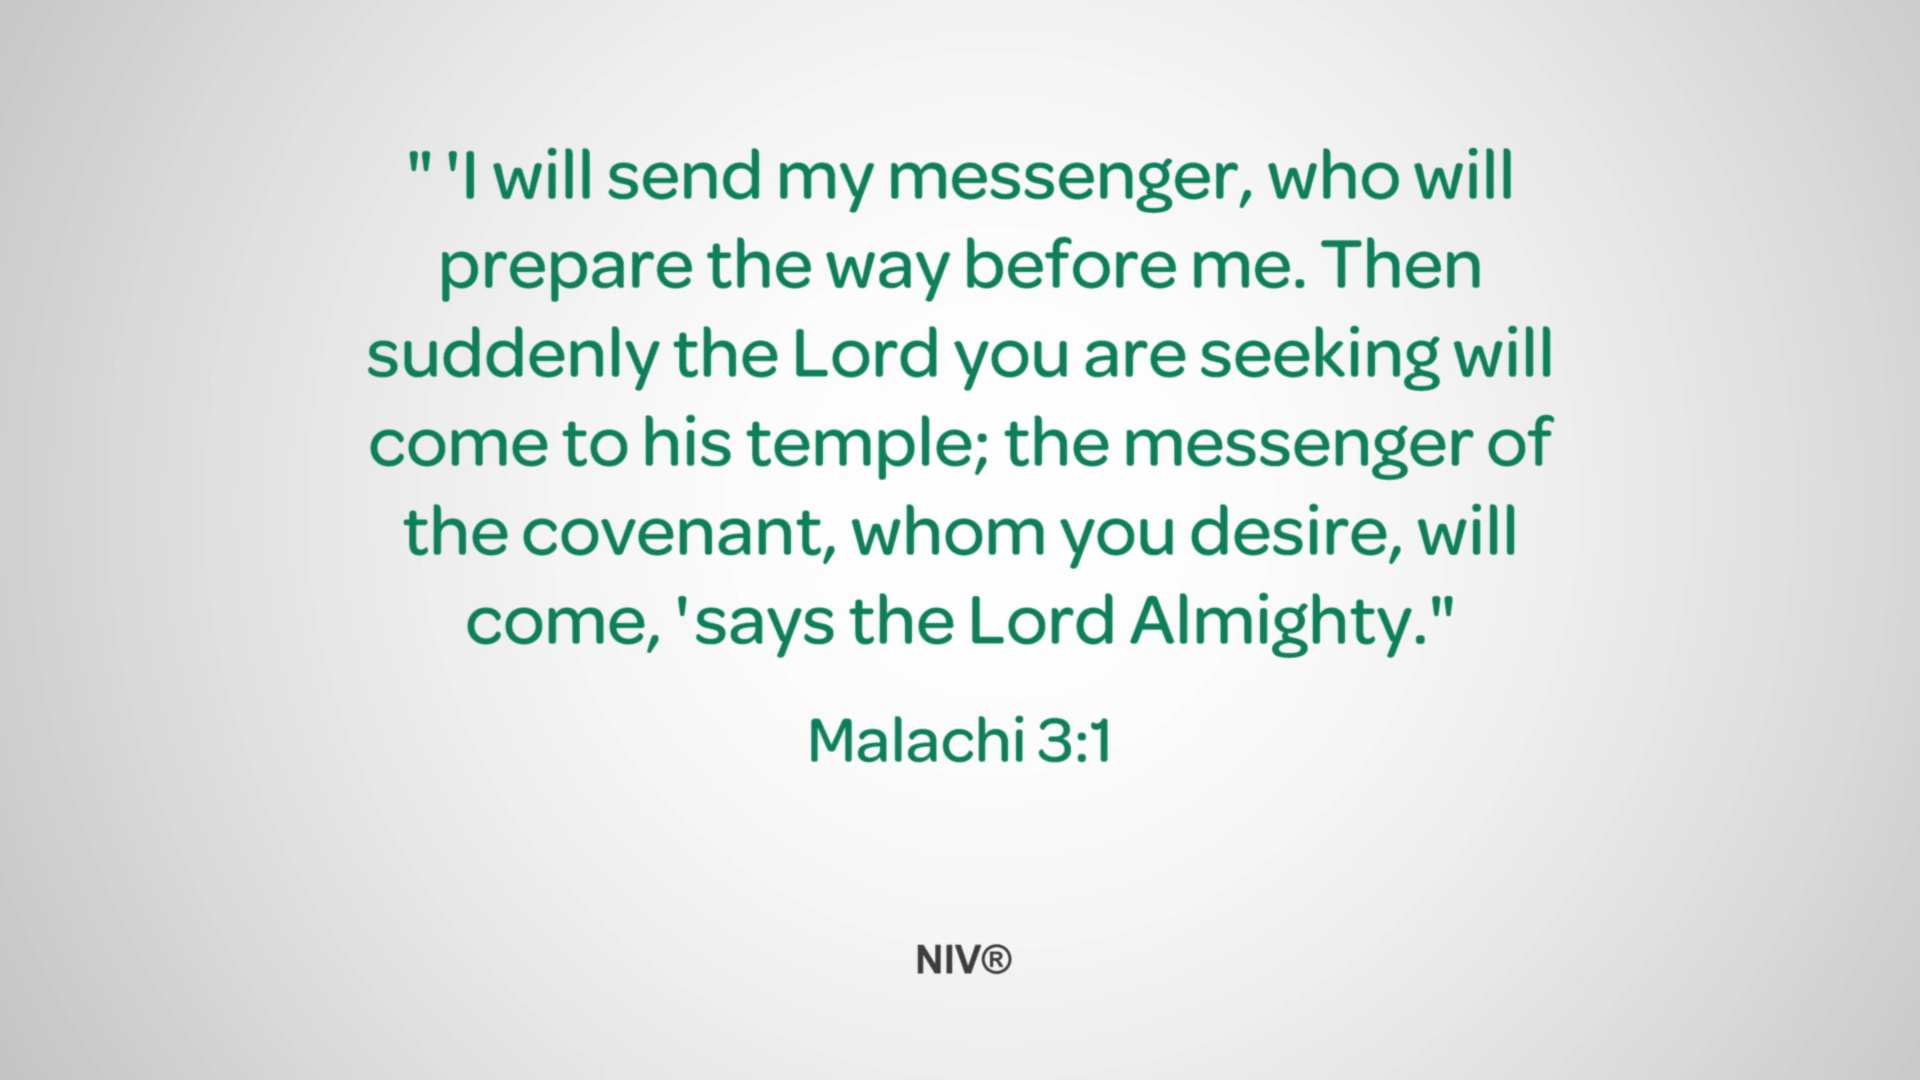 " 'I will send my messenger, who will
prepare the way before me. Then
suddenly the Lord you are seeking will
come to his temple; the messenger of
the covenant, whom you desire, will
come, 'says the Lord Almighty."
Malachi 3:1
NIV®